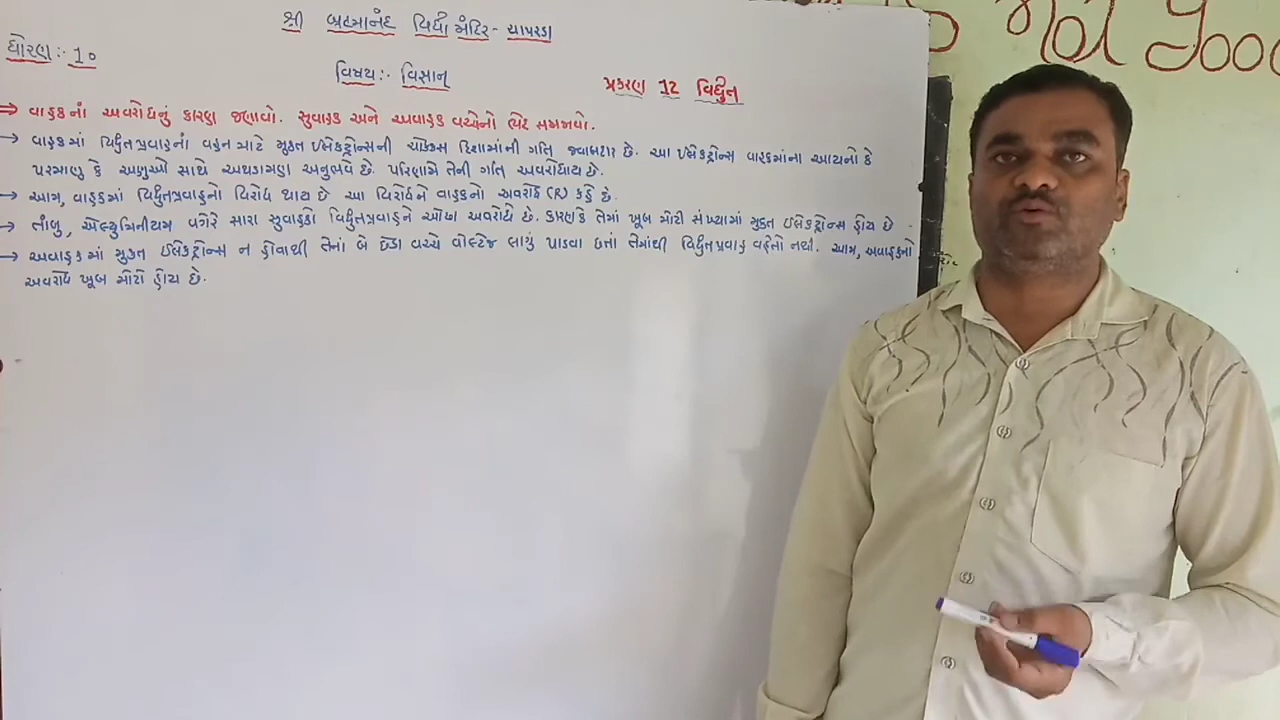 not good
શ્રી બ્રહ્માનંદ વિદ્યા મંદિર - ચાપરડા
ધોરણ :- 10
વિષય :- વિજ્ઞાન
પ્રકરણ 12 વિદ્યુત
⇒ વાહકનાં અવરોધનું કારણ જણાવો. સુવાહક અને અવાહક વચ્ચેનો ભેદ સમજાવો.
→ વાહકમાં વિદ્યુતપ્રવાહનાં વહન માટે મુક્ત ઇલેક્ટ્રોન્સની ચોક્કસ દિશામાંની ગતિ જવાબદાર છે. આ ઇલેક્ટ્રોન્સ વાહકમાંના આયનો કે
પરમાણુ કે અણુઓ સાથે અથડામણ અનુભવે છે. પરિણામે તેની ગતિ અવરોધાય છે.
→ આમ, વાહકમાં વિદ્યુતપ્રવાહનો વિરોધ થાય છે આ વિરોધને વાહકનો અવરોધ (R) કહે છે.
→ તાંબુ, એલ્યુમિનીયમ વગેરે સારા સુવાહકો વિદ્યુતપ્રવાહને ઓછા અવરોધે છે. કારણકે તેમાં ખૂબ મોટી સંખ્યામાં મુક્ત ઇલેક્ટ્રોન્સ હોય છે.
→ અવાહકમાં મુક્ત ઇલેક્ટ્રોન્સ ન હોવાથી તેનાં બે છેડા વચ્ચે વોલ્ટેજ લાગું પાડવા છતાં તેમાંથી વિદ્યુતપ્રવાહ વહેતો નથી. આમ, અવાહકનો
અવરોધ ખૂબ મોટો હોય છે.